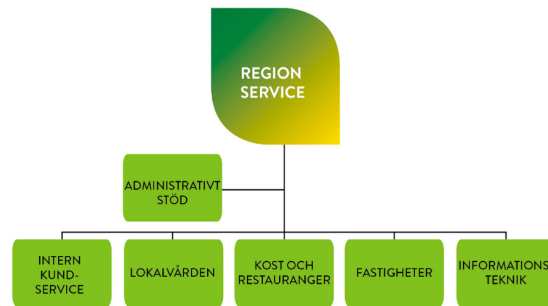 REGION
SERVICE
ADMINISTRATIVT
STÖD
INTERN
KUND-
SERVICE
LOKALVÅRDEN
KOST OCH
RESTAURANGER
FASTIGHETER
INFORMATIONS
TEKNIK